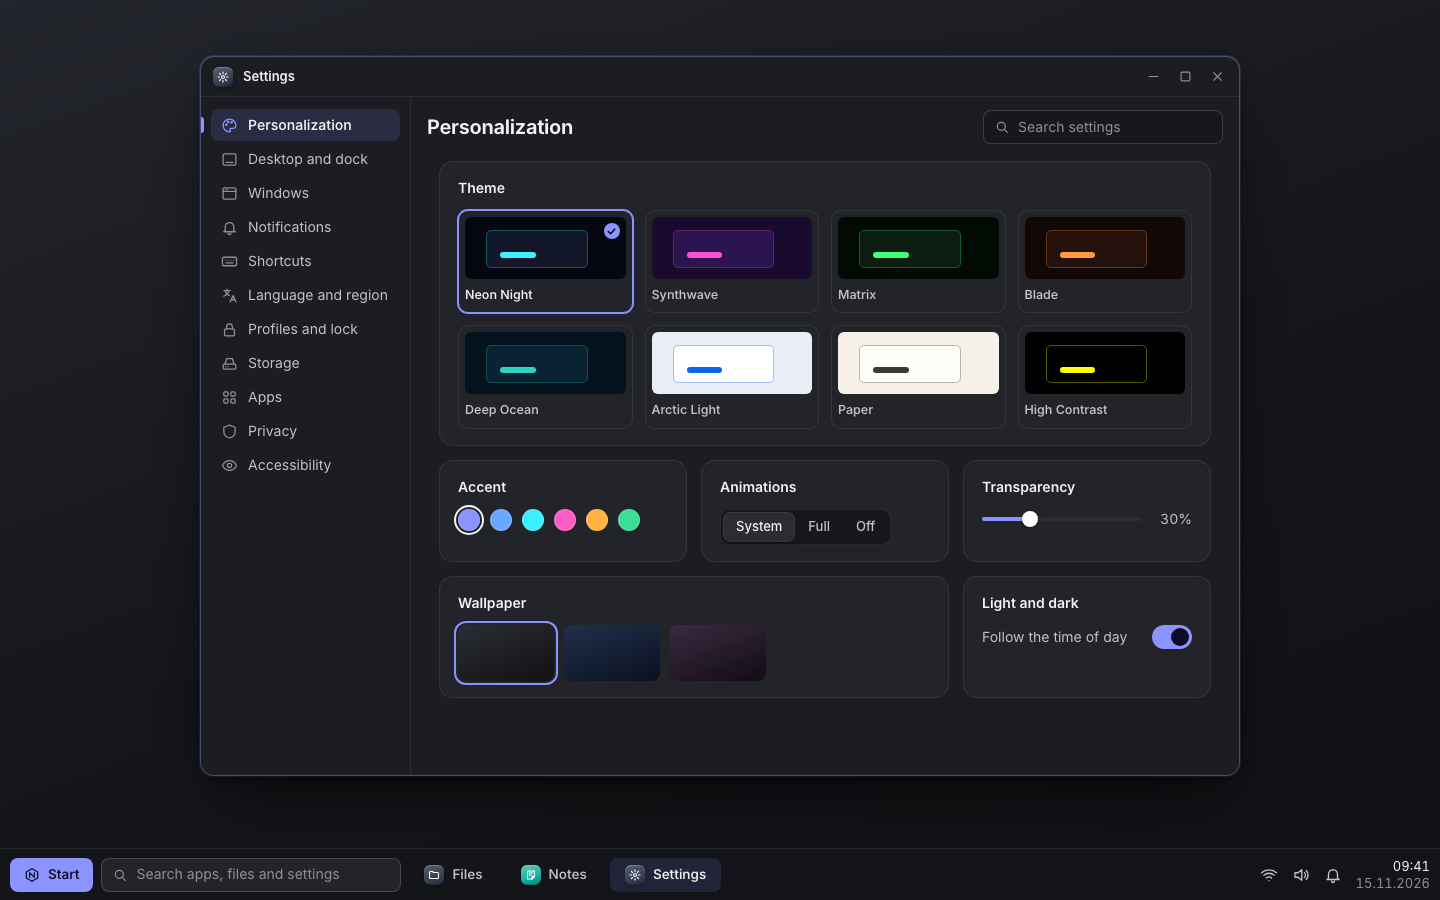 Settings
Personalization
Desktop and dock
Windows
Notifications
Shortcuts
Language and region
Profiles and lock
Storage
Apps
Privacy
Accessibility
Personalization
Search settings
Theme
Neon Night
Synthwave
Matrix
Blade
Deep Ocean
Arctic Light
Paper
High Contrast
Accent
Animations
System
Full
Off
Transparency
30%
Wallpaper
Light and dark
Follow the time of day
Start
Search apps, files and settings
Files
Notes
Settings
09:41
15.11.2026